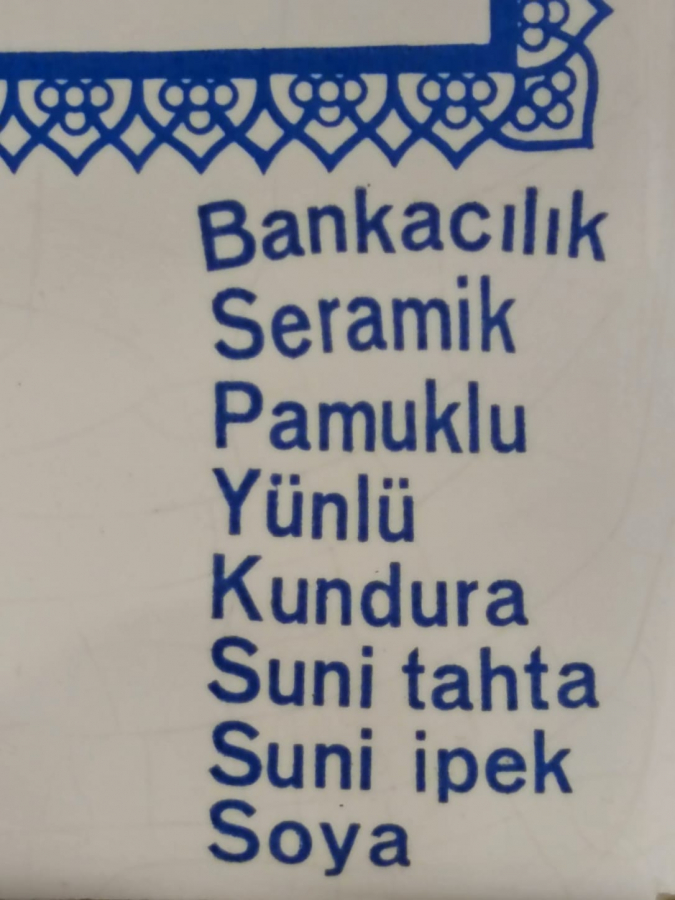 Bankacılık
Seramik
Pamuklu
Yünlü
Kundura
Suni tahta
Suni ipek
Soya